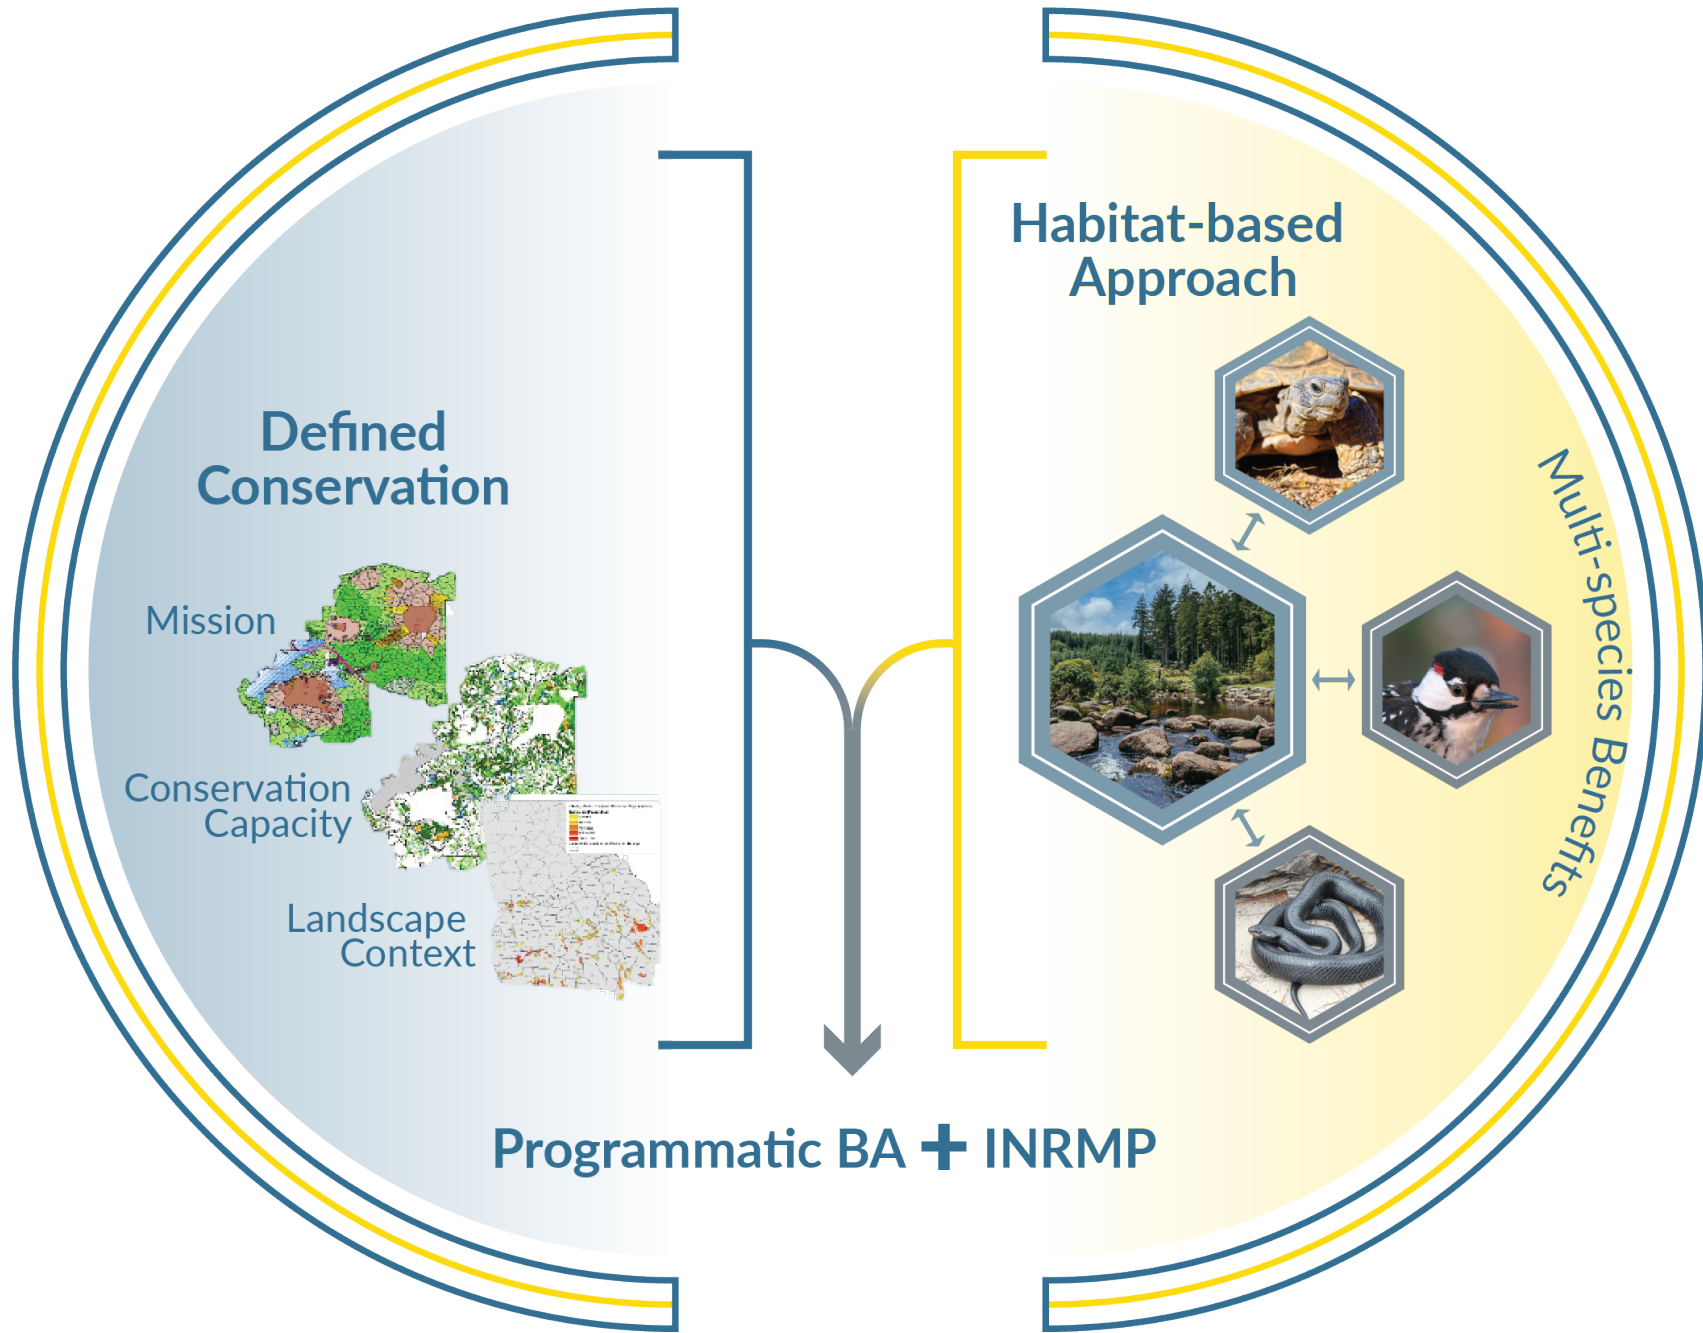 Defined
Conservation
Mission
Conservation
Capacity
Landscape
Context
Habitat-based
Approach
Multi-species Benefits
Programmatic BA + INRMP